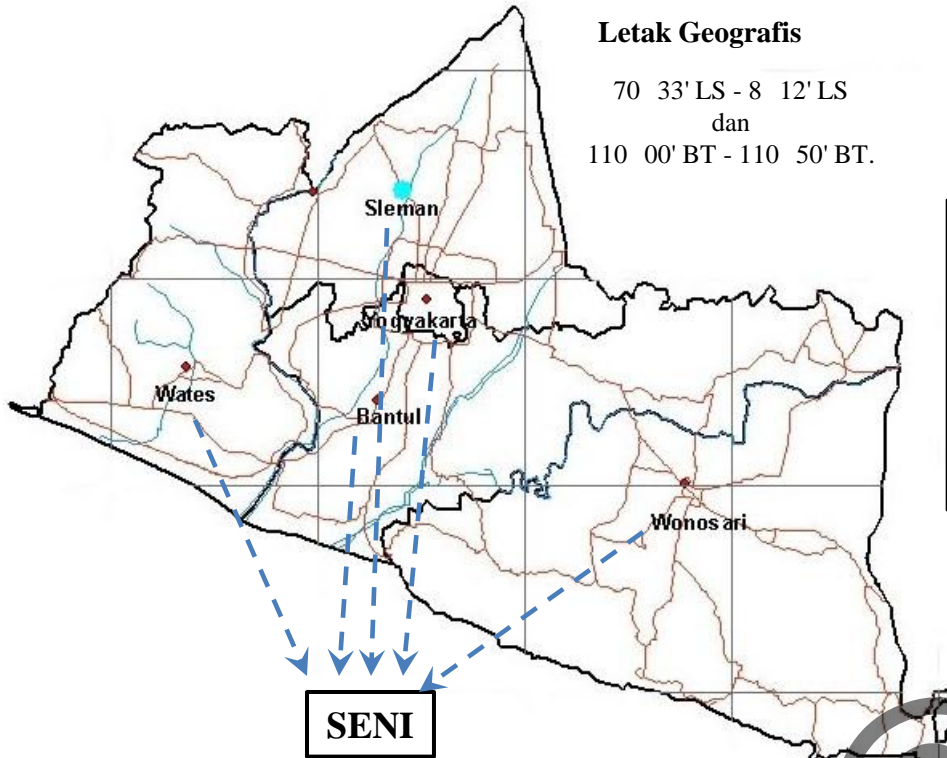 Letak Geografis
70 33' LS - 8 12' LS
dan
110 00' BT - 110 50' BT.
Sleman
Yogyakarta
Wates
Bantul
Wonosari
SENI